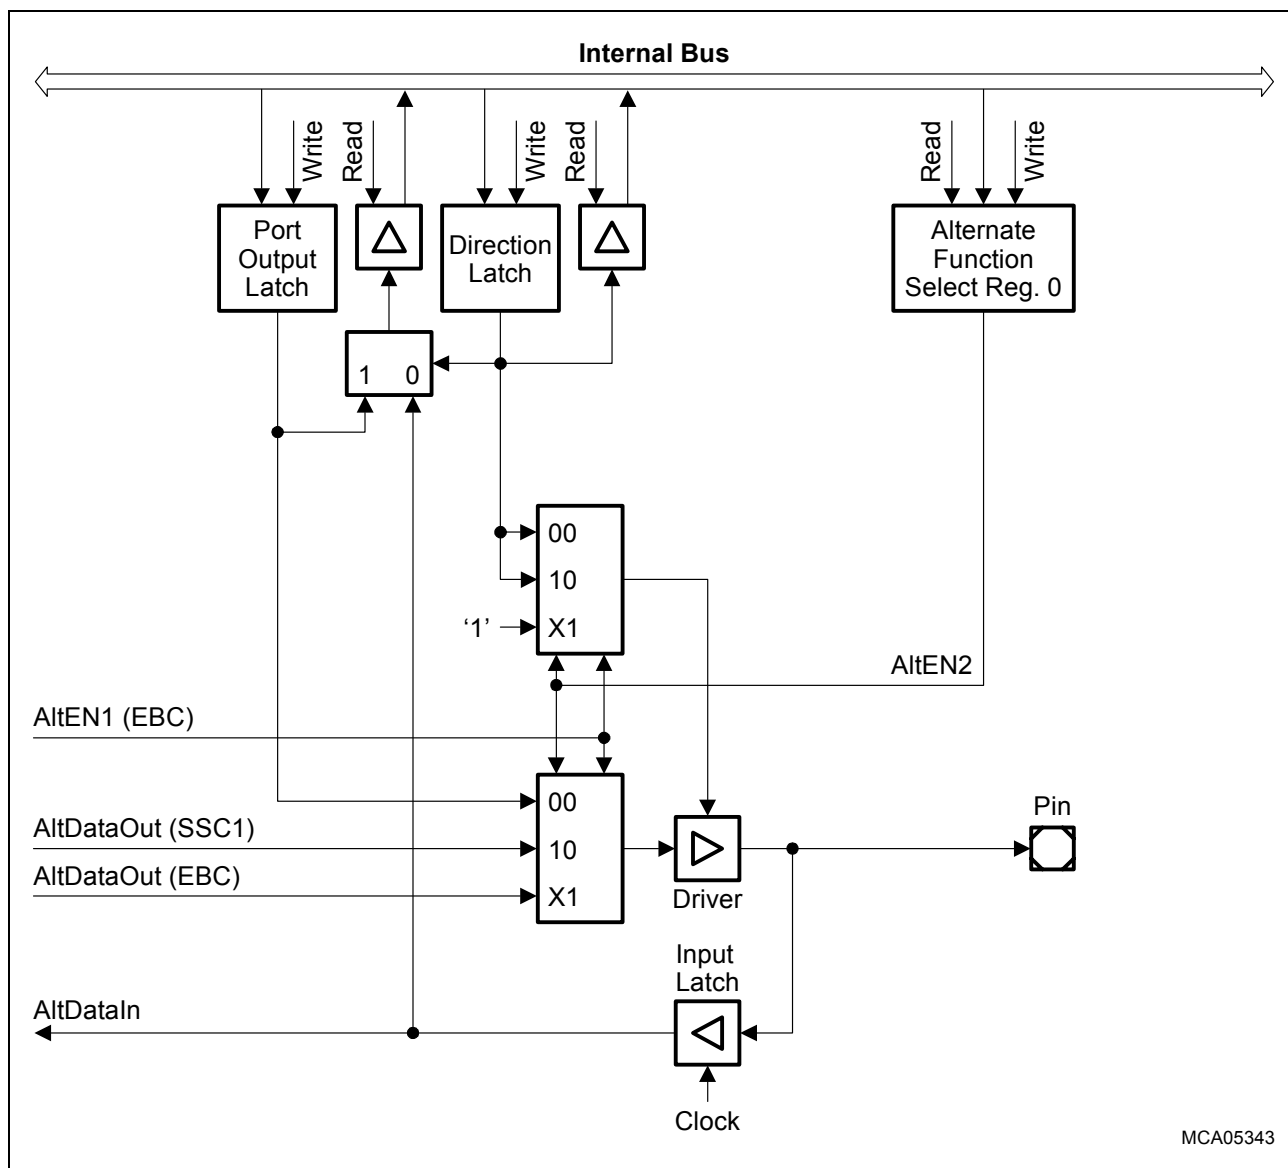 Internal Bus
Write
Read
Write
Read
Read
Write
Port
Output
Latch
Direction
Latch
Alternate
Function
Select Reg. 0
1 0
00
10
‘1’ X1
AltEN2
AltEN1 (EBC)
00
AltDataOut (SSC1)
10
AltDataOut (EBC)
X1
Driver
Pin
Input
Latch
AltDataIn
Clock
MCA05343